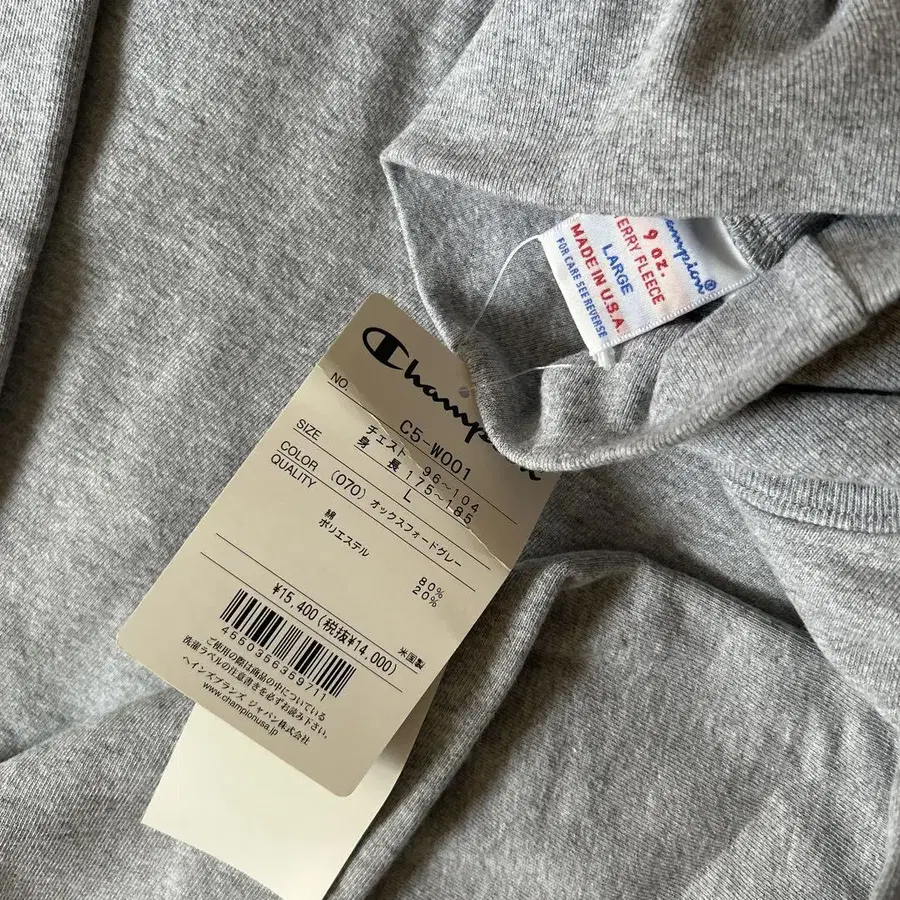 Champion®
9 oz.
ERRY FLEECE
LARGE
MADE IN U.S.A.
FOR CARE SEE REVERSE
Champion
NO. C5-W001
SIZE チェスト 96～104
身 長 175～185
L
COLOR (070) オックスフォードグレー
QUALITY
綿 80%
ポリエステル 20%
¥15,400(税抜¥14,000)
米国製
ご使用の際は商品の中についている
洗濯ラベルの注意書きを必ずお読み下さい。
ヘインズブランズ ジャパン株式会社
www.championusa.jp